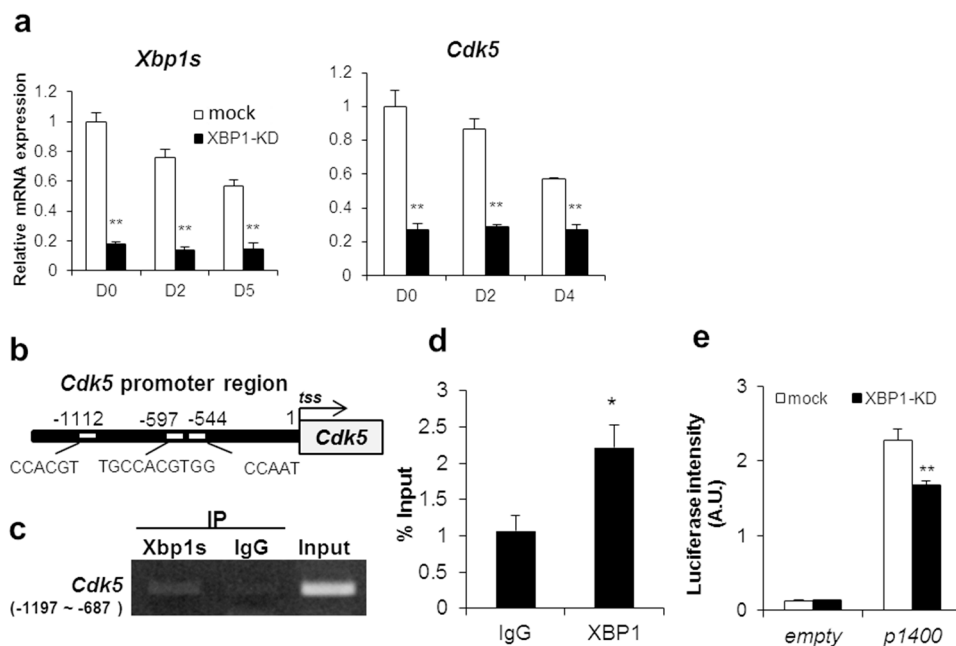 a
Xbp1s
Relative mRNA expression
1.2
1
0.8
0.6
0.4
0.2
0
mock
XBP1-KD
**
**
**
D0
D2
D5
Cdk5
1.2
1
0.8
0.6
0.4
0.2
0
**
**
**
D0
D2
D4
b
Cdk5 promoter region
-1112
-597
-544
1
tss
Cdk5
CCACGT
TGCCACGTGG
CCAAT
c
IP
Xbp1s
IgG
Input
Cdk5
(-1197 ~ -687 )
d
% Input
3
2.5
2
1.5
1
0.5
0
*
IgG
XBP1
e
Luciferase intensity
(A.U.)
3
2
1
0
mock
XBP1-KD
**
empty
p1400